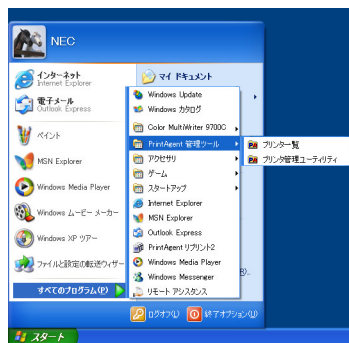 NEC
インターネット
Internet Explorer
電子メール
Outlook Express
ペイント
MSN Explorer
Windows Media Player
Windows ムービー メーカー
Windows XP ツアー
ファイルと設定の転送ウィザー
すべてのプログラム(P)
マイ ドキュメント
Windows Update
Windows カタログ
Color MultiWriter 9700C
PrintAgent 管理ツール
アクセサリ
ゲーム
スタートアップ
Internet Explorer
MSN Explorer
Outlook Express
PrintAgent リプリント2
Windows Media Player
Windows Messenger
リモート アシスタンス
プリンター覧
プリンタ管理ユーティリティ
ログオフ(L)
終了オプション(U)
スタート